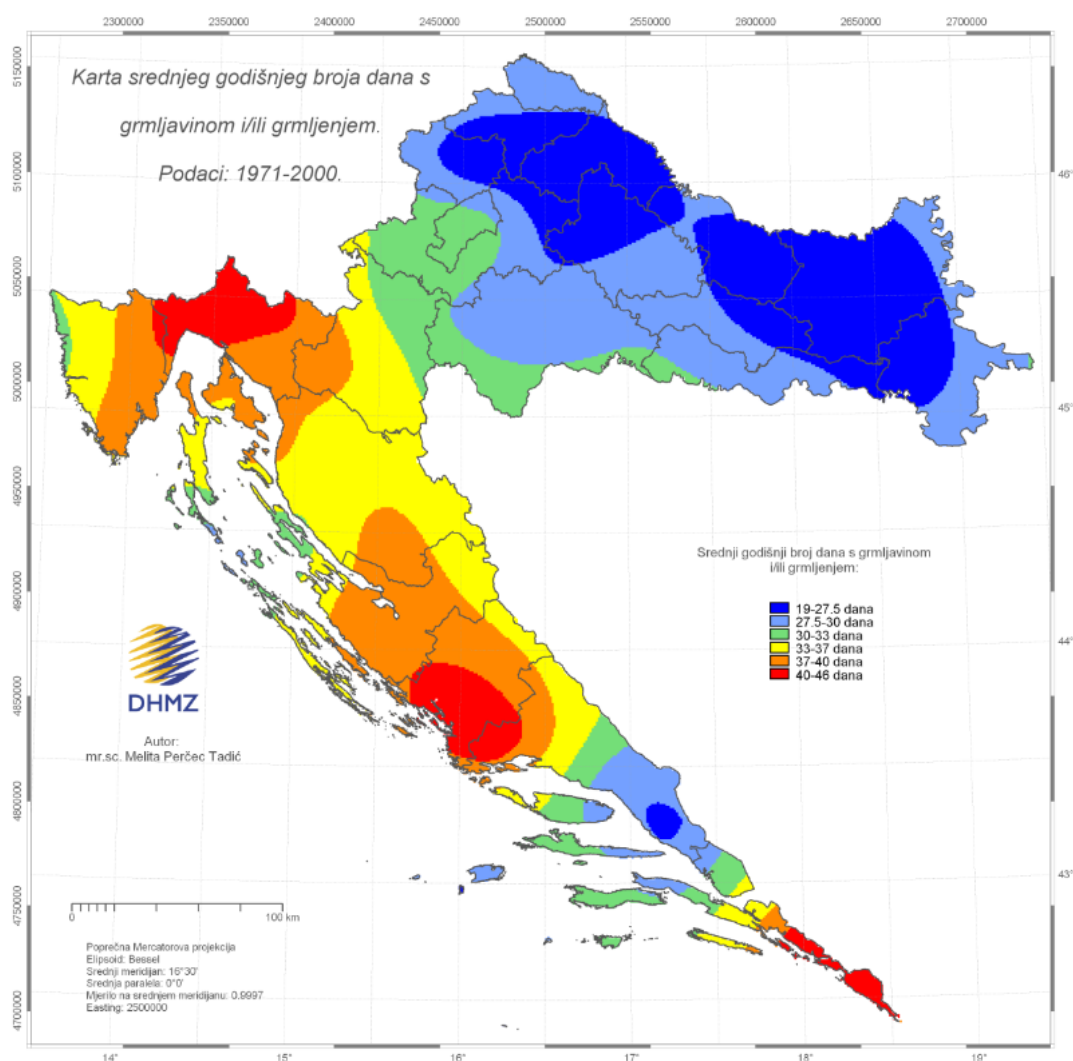 2300000 2350000 2400000 2450000 2500000 2550000 2600000 2650000 2700000
Karta srednjeg godišnjeg broja dana s
grmljavinom i/ili grmljenjem.
Podaci: 1971-2000.
5150000
5100000
5050000
5000000
4950000
4900000
4850000
4800000
4750000
4700000
46°
45°
44°
43°
Srednji godišnji broj dana s grmljavinom
i/ili grmljenjem:
19-27.5 dana
27.5-30 dana
30-33 dana
33-37 dana
37-40 dana
40-46 dana
DHMZ
Autor:
mr.sc. Melita Perčec Tadić
0 100 km
Poprečna Mercatorova projekcija
Elipsoid: Bessel
Srednji meridijan: 16°30'
Srednja paralela: 0°0'
Mjerilo na srednjem meridijanu: 0.9997
Easting: 2500000
14° 15° 16° 17° 18° 19°